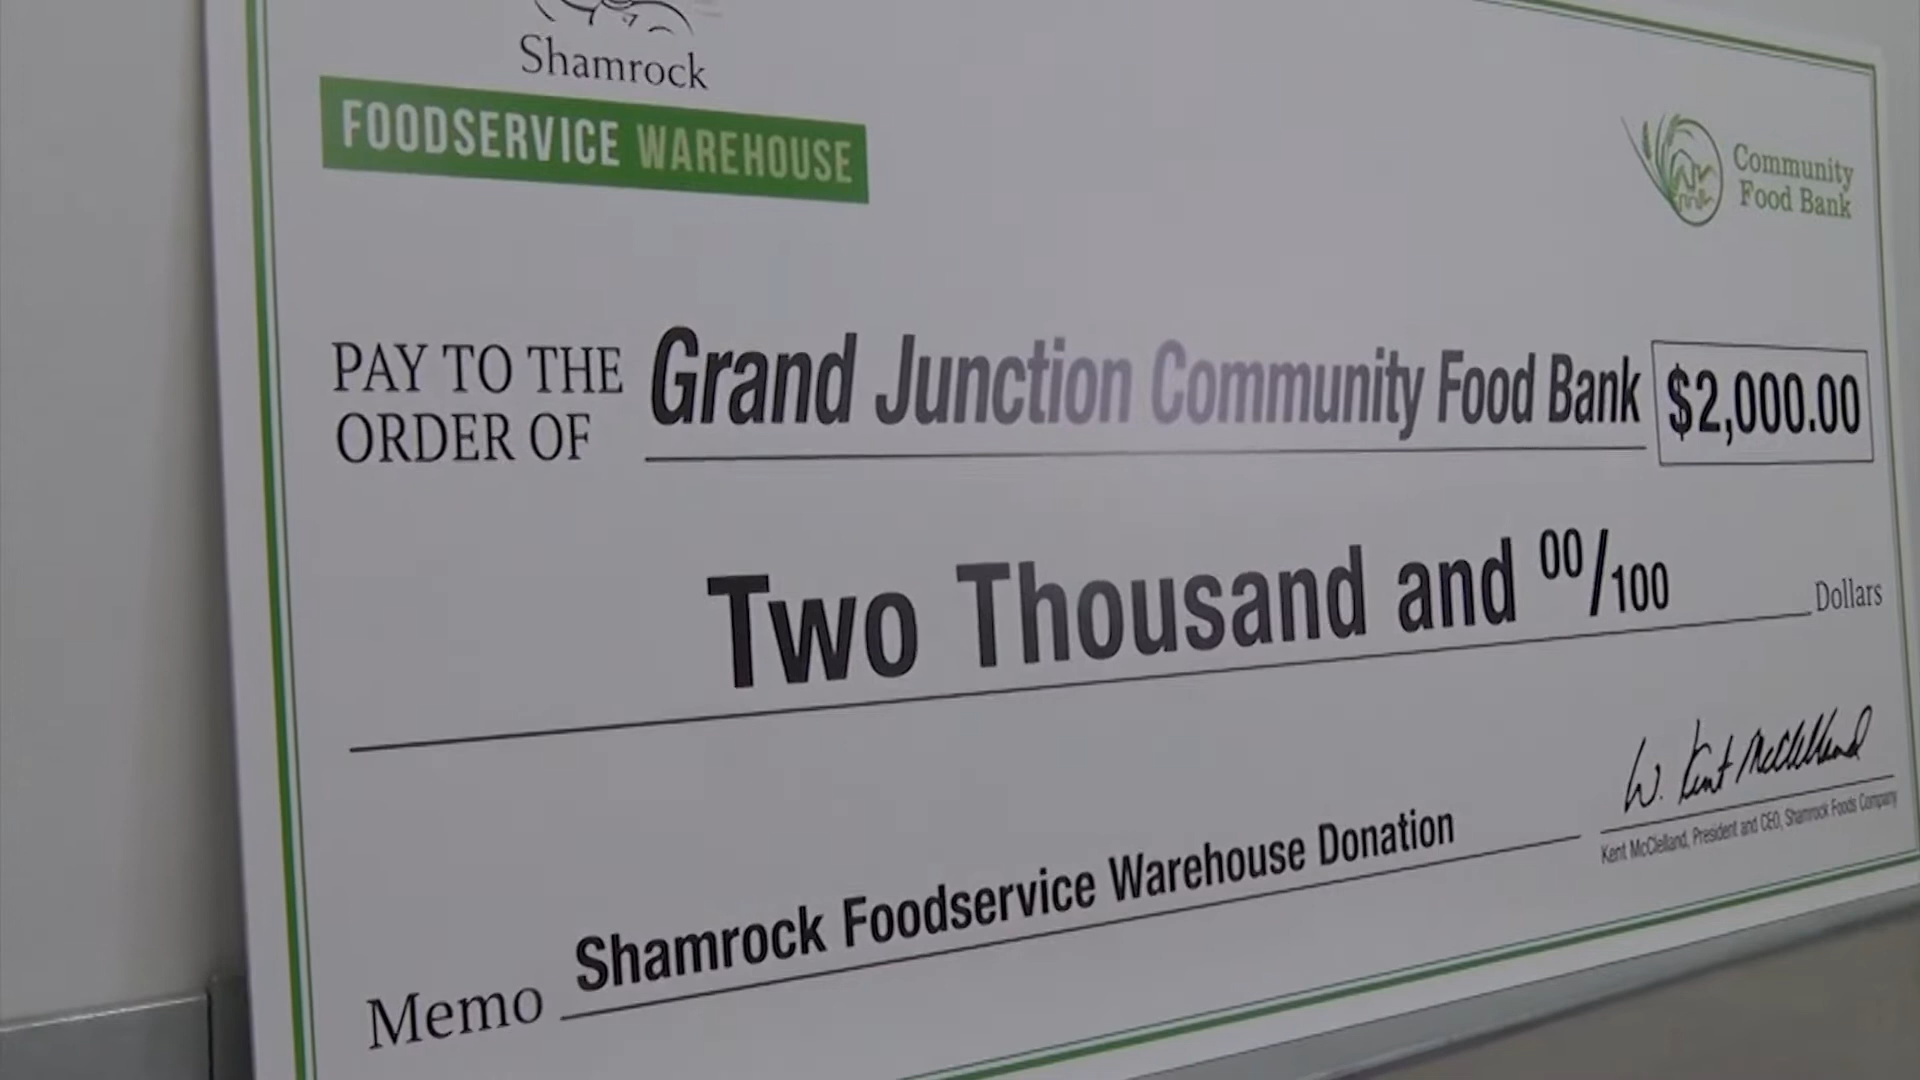 Shamrock
FOODSERVICE WAREHOUSE
Community
Food Bank
PAY TO THE
ORDER OF
Grand Junction Community Food Bank
$2,000.00
Two Thousand and 00/100
Dollars
W. Kent McClelland
Kent McClelland, President and CEO, Shamrock Foods Company
Memo
Shamrock Foodservice Warehouse Donation